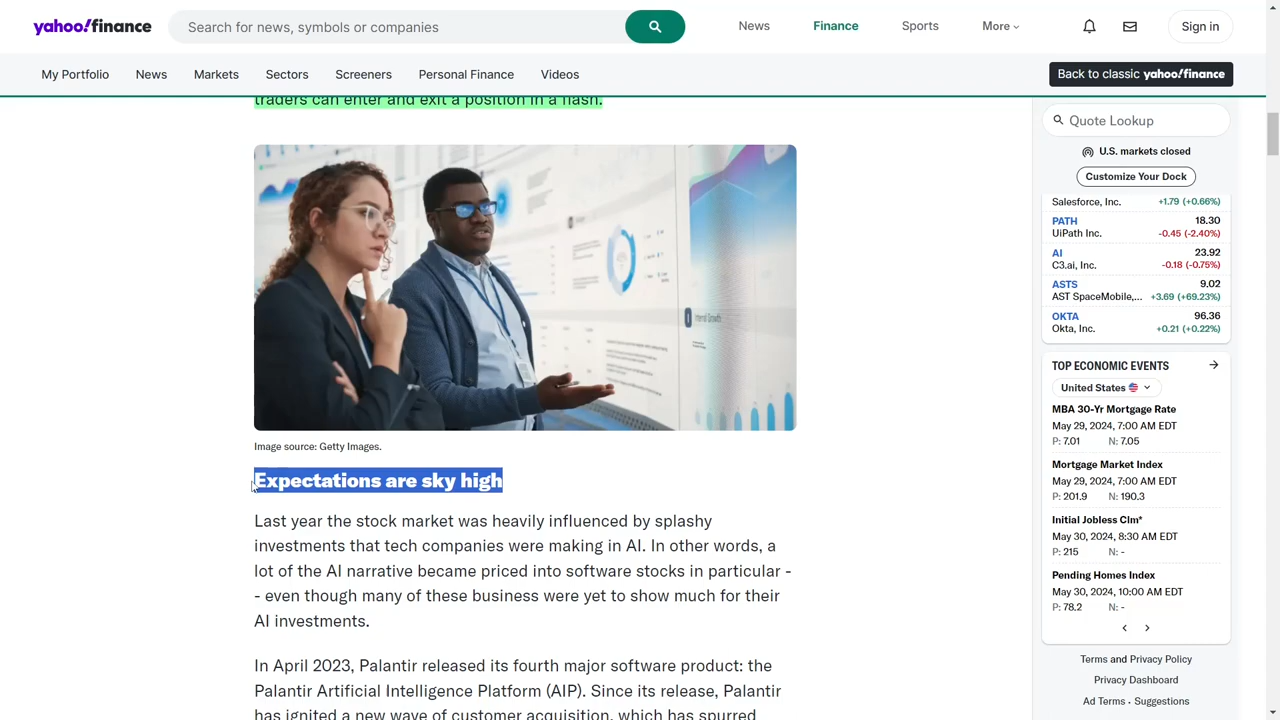 yahoo!finance
Search for news, symbols or companies
News
Finance
Sports
More
Sign in
My Portfolio
News
Markets
Sectors
Screeners
Personal Finance
Videos
Back to classic yahoo!finance
traders can enter and exit a position in a flash.
Image source: Getty Images.
Expectations are sky high
Last year the stock market was heavily influenced by splashy
investments that tech companies were making in AI. In other words, a
lot of the AI narrative became priced into software stocks in particular -
- even though many of these business were yet to show much for their
AI investments.
In April 2023, Palantir released its fourth major software product: the
Palantir Artificial Intelligence Platform (AIP). Since its release, Palantir
has ignited a new wave of customer acquisition, which has spurred
Quote Lookup
U.S. markets closed
Customize Your Dock
Salesforce, Inc. +1.79 (+0.66%)
PATH 18.30
UiPath Inc. -0.45 (-2.40%)
AI 23.92
C3.ai, Inc. -0.18 (-0.75%)
ASTS 9.02
AST SpaceMobile,... +3.69 (+69.23%)
OKTA 96.36
Okta, Inc. +0.21 (+0.22%)
TOP ECONOMIC EVENTS
United States
MBA 30-Yr Mortgage Rate
May 29, 2024, 7:00 AM EDT
P: 7.01 N: 7.05
Mortgage Market Index
May 29, 2024, 7:00 AM EDT
P: 201.9 N: 190.3
Initial Jobless Clm*
May 30, 2024, 8:30 AM EDT
P: 215 N: -
Pending Homes Index
May 30, 2024, 10:00 AM EDT
P: 78.2 N: -
Terms and Privacy Policy
Privacy Dashboard
Ad Terms • Suggestions